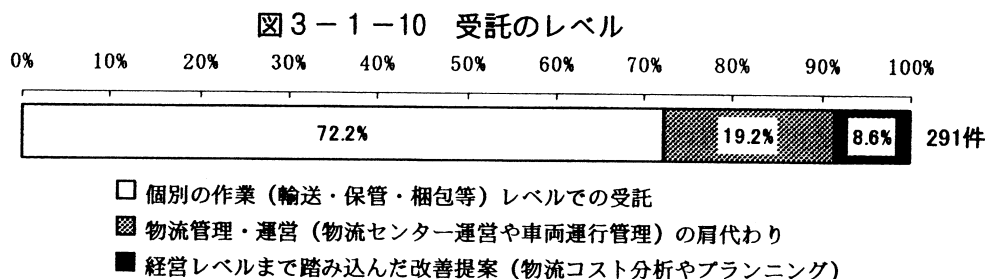 図3-1-10 受託のレベル
0% 10% 20% 30% 40% 50% 60% 70% 80% 90% 100%
72.2% 19.2% 8.6% 291件
個別の作業(輸送・保管・梱包等)レベルでの受託
物流管理・運営(物流センター運営や車両運行管理)の肩代わり
経営レベルまで踏み込んだ改善提案(物流コスト分析やプランニング)